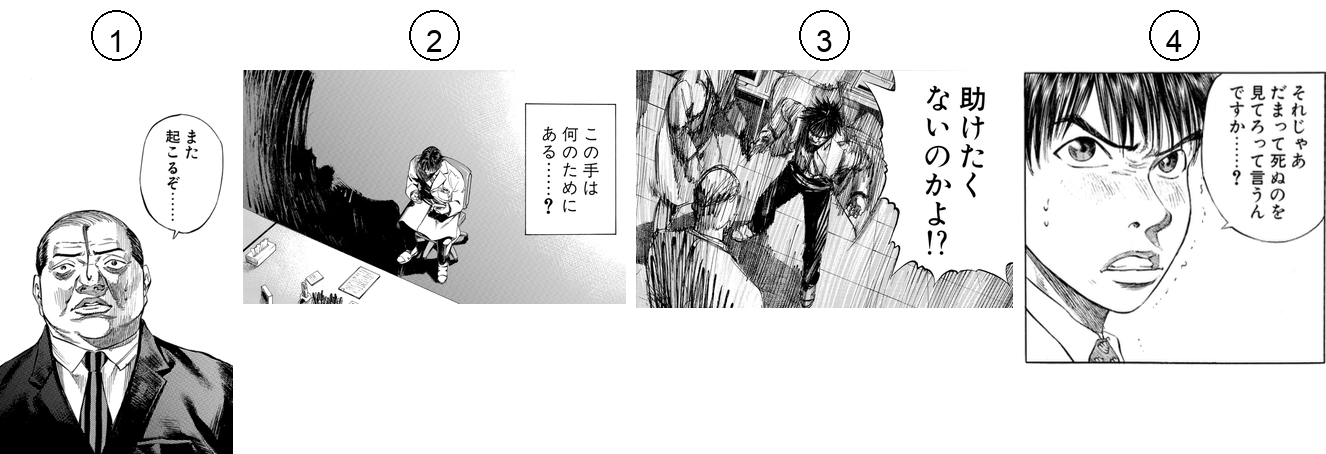 1
また
起こるぞ……
2
この手は
何のために
ある……?
3
助けたく
ないのかよ!?
4
それじゃあ
だまって死ぬのを
見てろって言うん
ですか……?